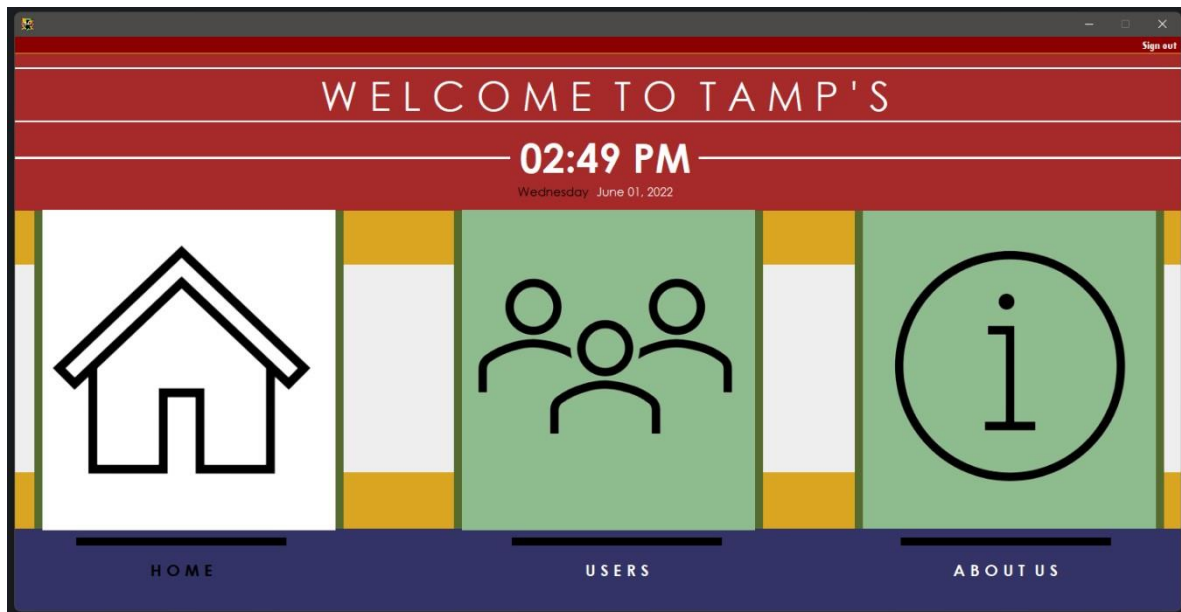 Sign out
WELCOME TO TAMP'S
02:49 PM
Wednesday June 01, 2022
HOME
USERS
ABOUT US